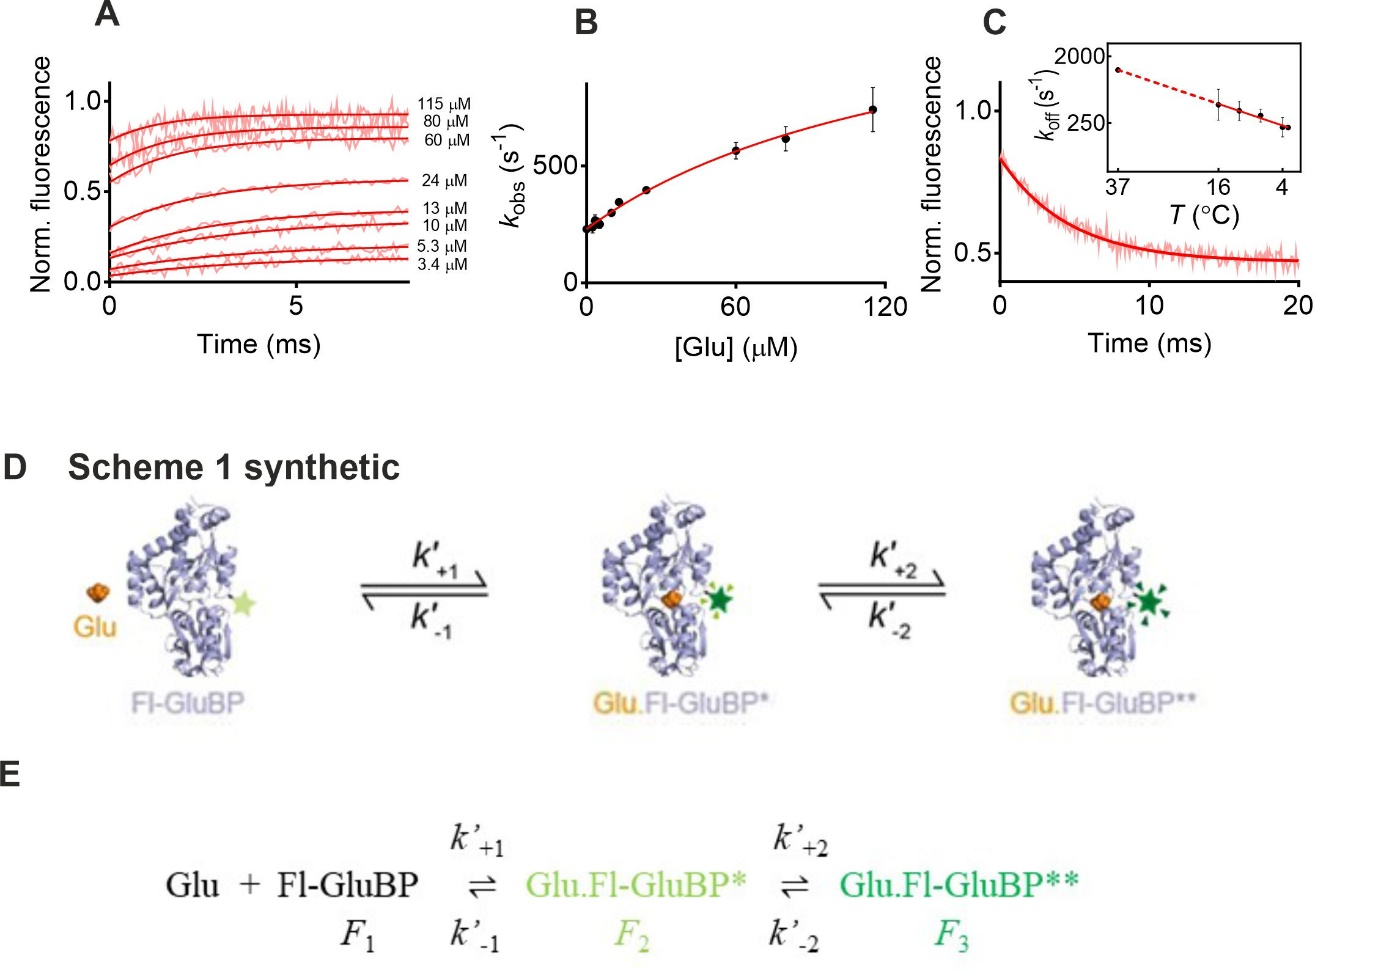 A
Norm. fluorescence
1.0
0.5
0.0
0
5
Time (ms)
115 μM
80 μM
60 μM
24 μM
13 μM
10 μM
5.3 μM
3.4 μM
B
kobs (s-1)
500
0
0
60
120
[Glu] (μM)
C
Norm. fluorescence
1.0
0.5
0
10
20
Time (ms)
koff (s-1)
2000
250
37
16
4
T (°C)
D Scheme 1 synthetic
Glu
Fl-GluBP
k'+1
k'-1
Glu.Fl-GluBP*
k'+2
k'-2
Glu.Fl-GluBP**
E
k'+1 k'+2
Glu + Fl-GluBP ⇌ Glu.Fl-GluBP* ⇌ Glu.Fl-GluBP**
F1 k'-1 F2 k'-2 F3